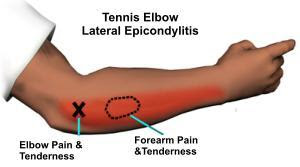 Tennis Elbow
Lateral Epicondylitis
Elbow Pain &
Tenderness
Forearm Pain
&Tenderness